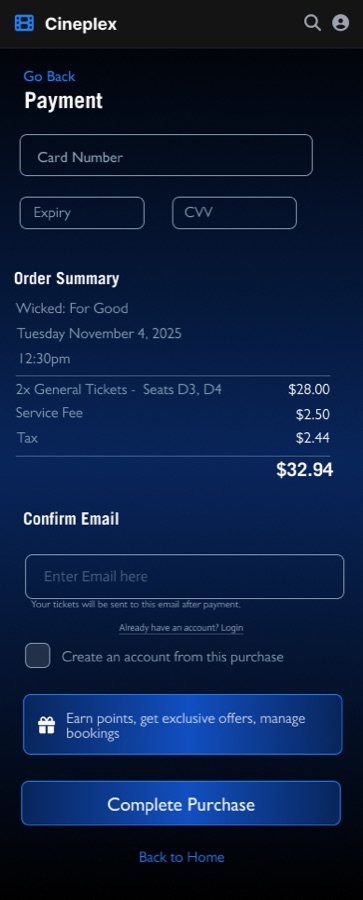 Cineplex
Go Back
Payment
Card Number
Expiry CVV
Order Summary
Wicked: For Good
Tuesday November 4, 2025
12:30pm
2x General Tickets - Seats D3, D4 $28.00
Service Fee $2.50
Tax $2.44
$32.94
Confirm Email
Enter Email here
Your tickets will be sent to this email after payment.
Already have an account? Login
Create an account from this purchase
Earn points, get exclusive offers, manage
bookings
Complete Purchase
Back to Home